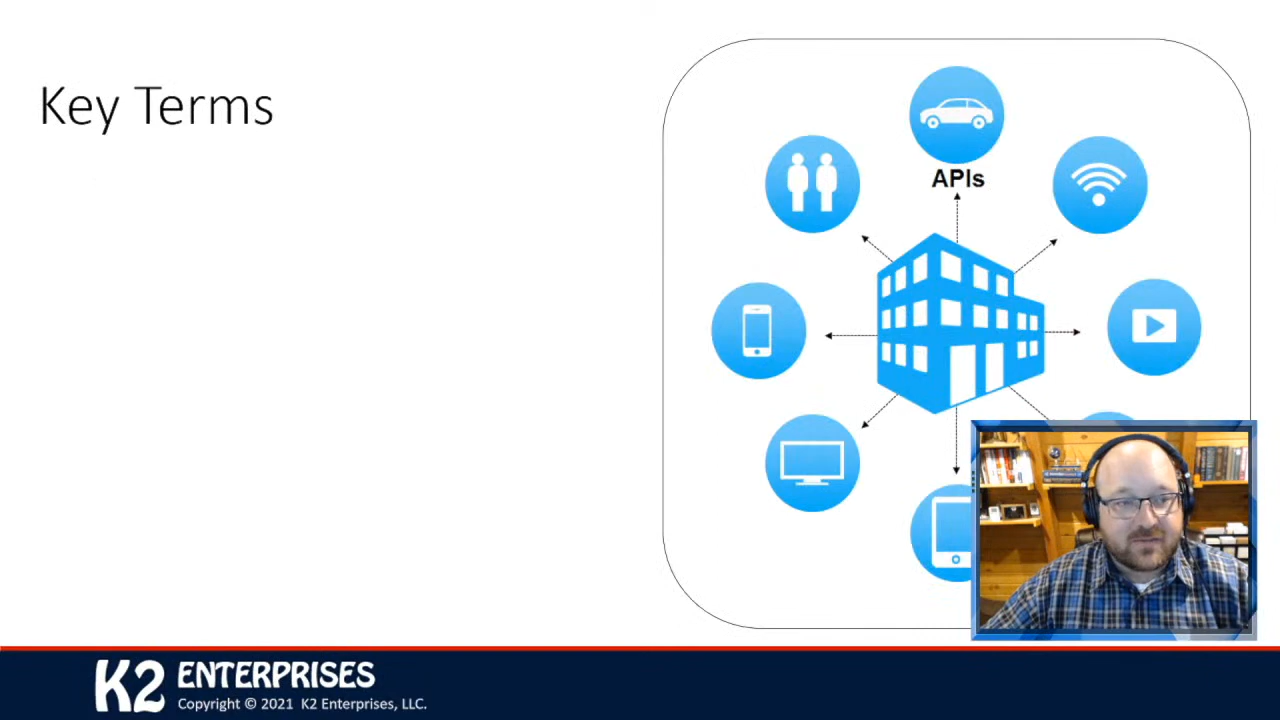 Key Terms
APIs
K2 ENTERPRISES
Copyright © 2021 K2 Enterprises, LLC.